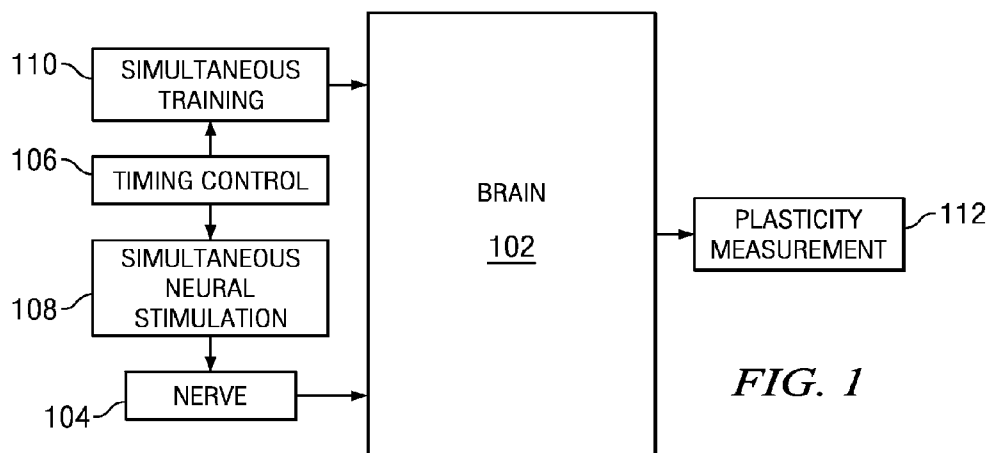 110
SIMULTANEOUS
TRAINING
106
TIMING CONTROL
108
SIMULTANEOUS
NEURAL
STIMULATION
104
NERVE
BRAIN
102
PLASTICITY
MEASUREMENT
112
FIG. 1